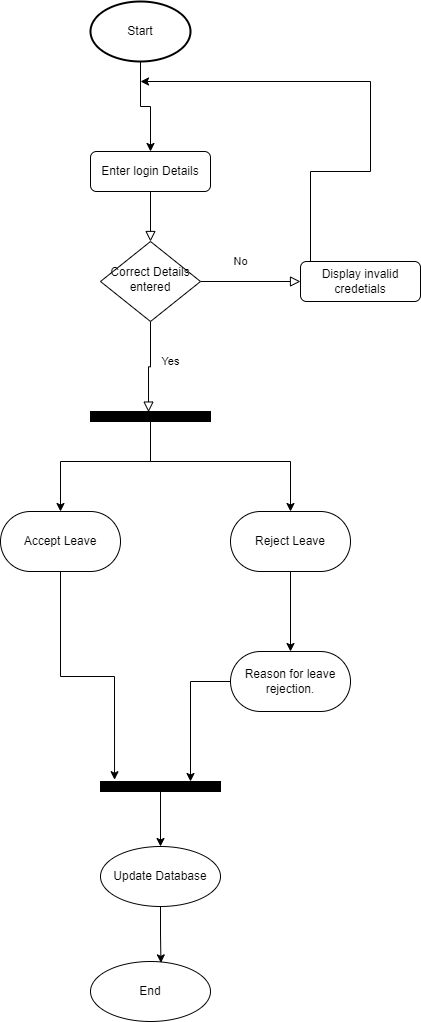 Start
Enter login Details
Correct Details
entered
No
Display invalid
credetials
Yes
Accept Leave
Reject Leave
Reason for leave
rejection.
Update Database
End